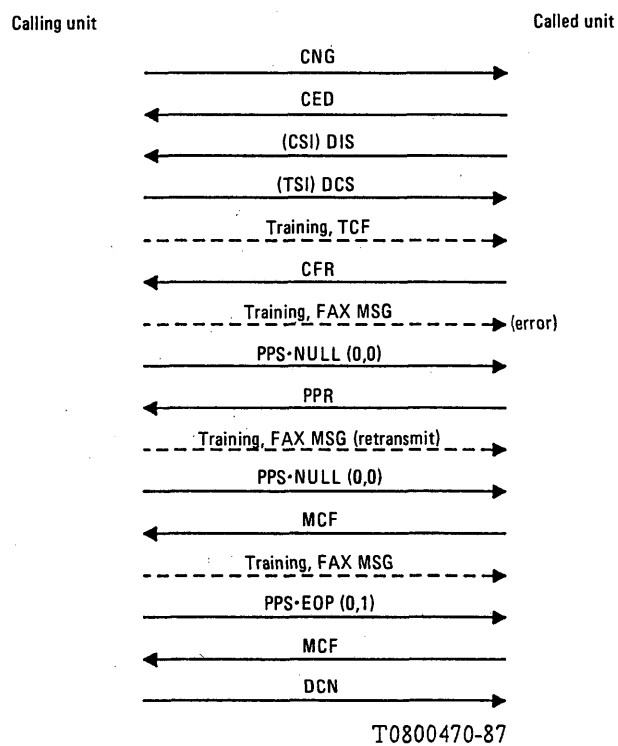 Calling unit
Called unit
CNG
CED
(CSI) DIS
(TSI) DCS
Training, TCF
CFR
Training, FAX MSG
(error)
PPS·NULL (0,0)
PPR
Training, FAX MSG (retransmit)
PPS·NULL (0,0)
MCF
Training, FAX MSG
PPS·EOP (0,1)
MCF
DCN
T0800470-87